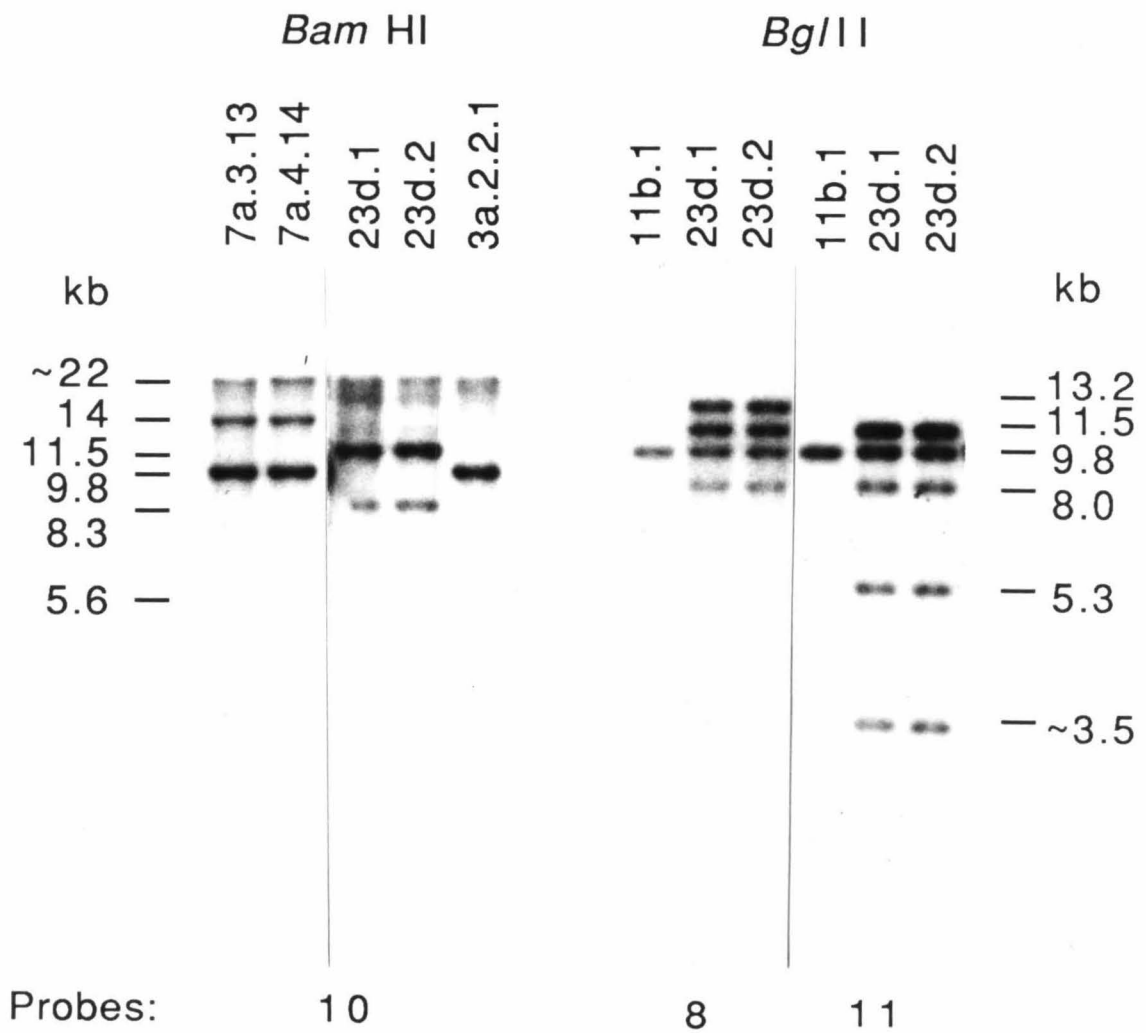 Bam HI
BglII
7a.3.13
7a.4.14
23d.1
23d.2
3a.2.2.1
11b.1
23d.1
23d.2
11b.1
23d.1
23d.2
kb
~22
14
11.5
9.8
8.3
5.6
kb
13.2
11.5
9.8
8.0
5.3
~3.5
Probes: 10 8 11